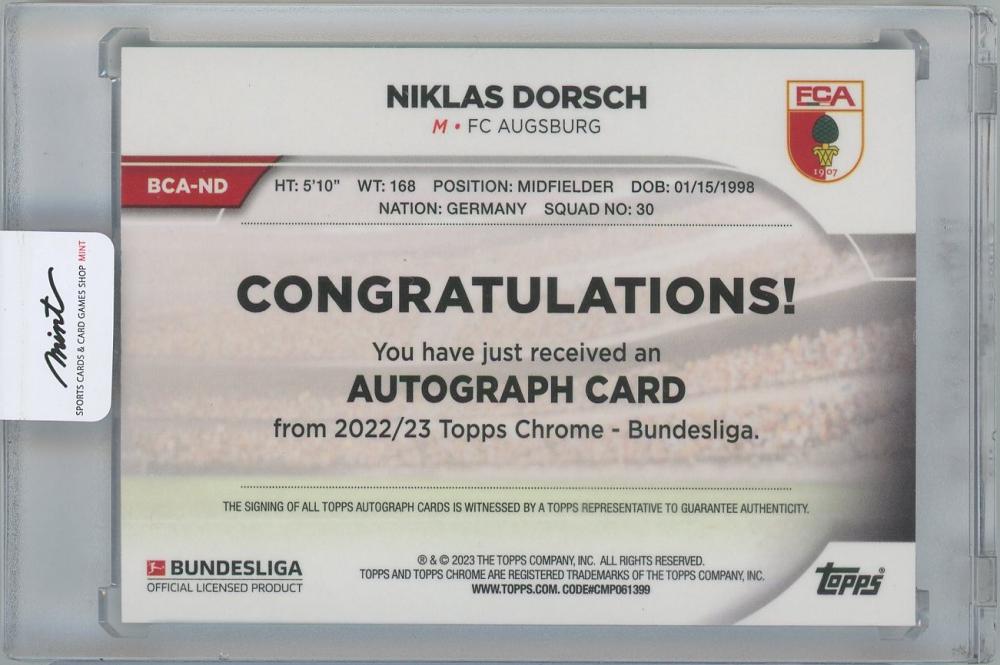 NIKLAS DORSCH
M • FC AUGSBURG
FCA
1907
BCA-ND
HT: 5'10" WT: 168 POSITION: MIDFIELDER DOB: 01/15/1998
NATION: GERMANY SQUAD NO: 30
CONGRATULATIONS!
You have just received an
AUTOGRAPH CARD
from 2022/23 Topps Chrome - Bundesliga.
mint
SPORTS CARDS & CARD GAMES SHOP MINT
THE SIGNING OF ALL TOPPS AUTOGRAPH CARDS IS WITNESSED BY A TOPPS REPRESENTATIVE TO GUARANTEE AUTHENTICITY.
BUNDESLIGA
OFFICIAL LICENSED PRODUCT
® & © 2023 THE TOPPS COMPANY, INC. ALL RIGHTS RESERVED.
TOPPS AND TOPPS CHROME ARE REGISTERED TRADEMARKS OF THE TOPPS COMPANY, INC.
WWW.TOPPS.COM. CODE#CMP061399
TOPPS®